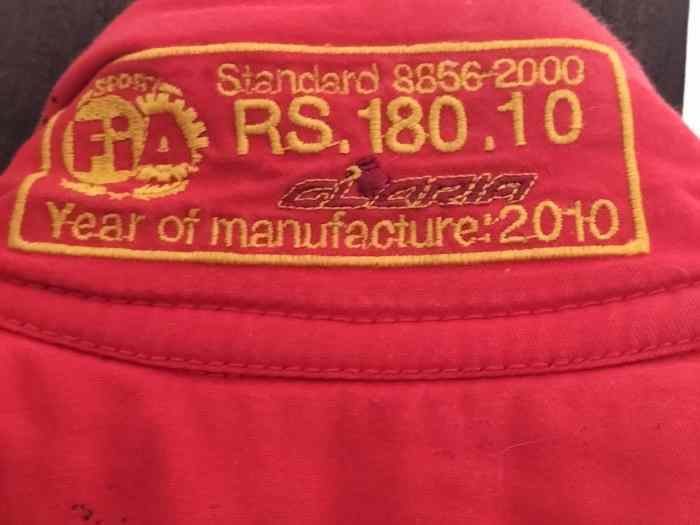 SPORT
FIA
Standard 8856-2000
RS.180.10
GLORIA
Year of manufacture:2010